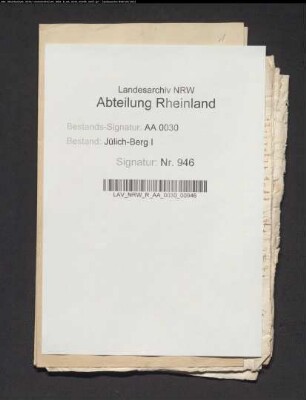 Landesarchiv NRW
Abteilung Rheinland
Bestands-Signatur: AA 0030
Bestand: Jülich-Berg I
Signatur: Nr. 946
LAV_NRW_R_AA_0030_00946